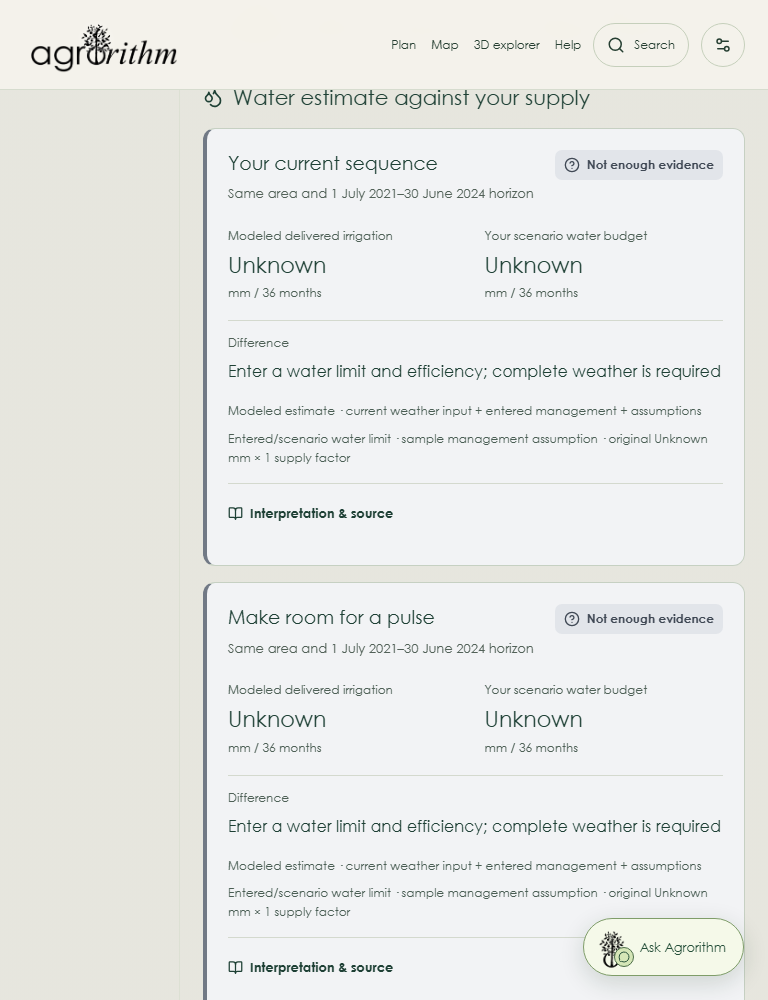 agrorithm
Plan
Map
3D explorer
Help
Search
Water estimate against your supply
Your current sequence
Not enough evidence
Same area and 1 July 2021–30 June 2024 horizon
Modeled delivered irrigation
Your scenario water budget
Unknown
Unknown
mm / 36 months
mm / 36 months
Difference
Enter a water limit and efficiency; complete weather is required
Modeled estimate · current weather input + entered management + assumptions
Entered/scenario water limit · sample management assumption · original Unknown
mm × 1 supply factor
Interpretation & source
Make room for a pulse
Not enough evidence
Same area and 1 July 2021–30 June 2024 horizon
Modeled delivered irrigation
Your scenario water budget
Unknown
Unknown
mm / 36 months
mm / 36 months
Difference
Enter a water limit and efficiency; complete weather is required
Modeled estimate · current weather input + entered management + assumptions
Entered/scenario water limit · sample management assumption · original Unknown
mm × 1 supply factor
Ask Agrorithm
Interpretation & source